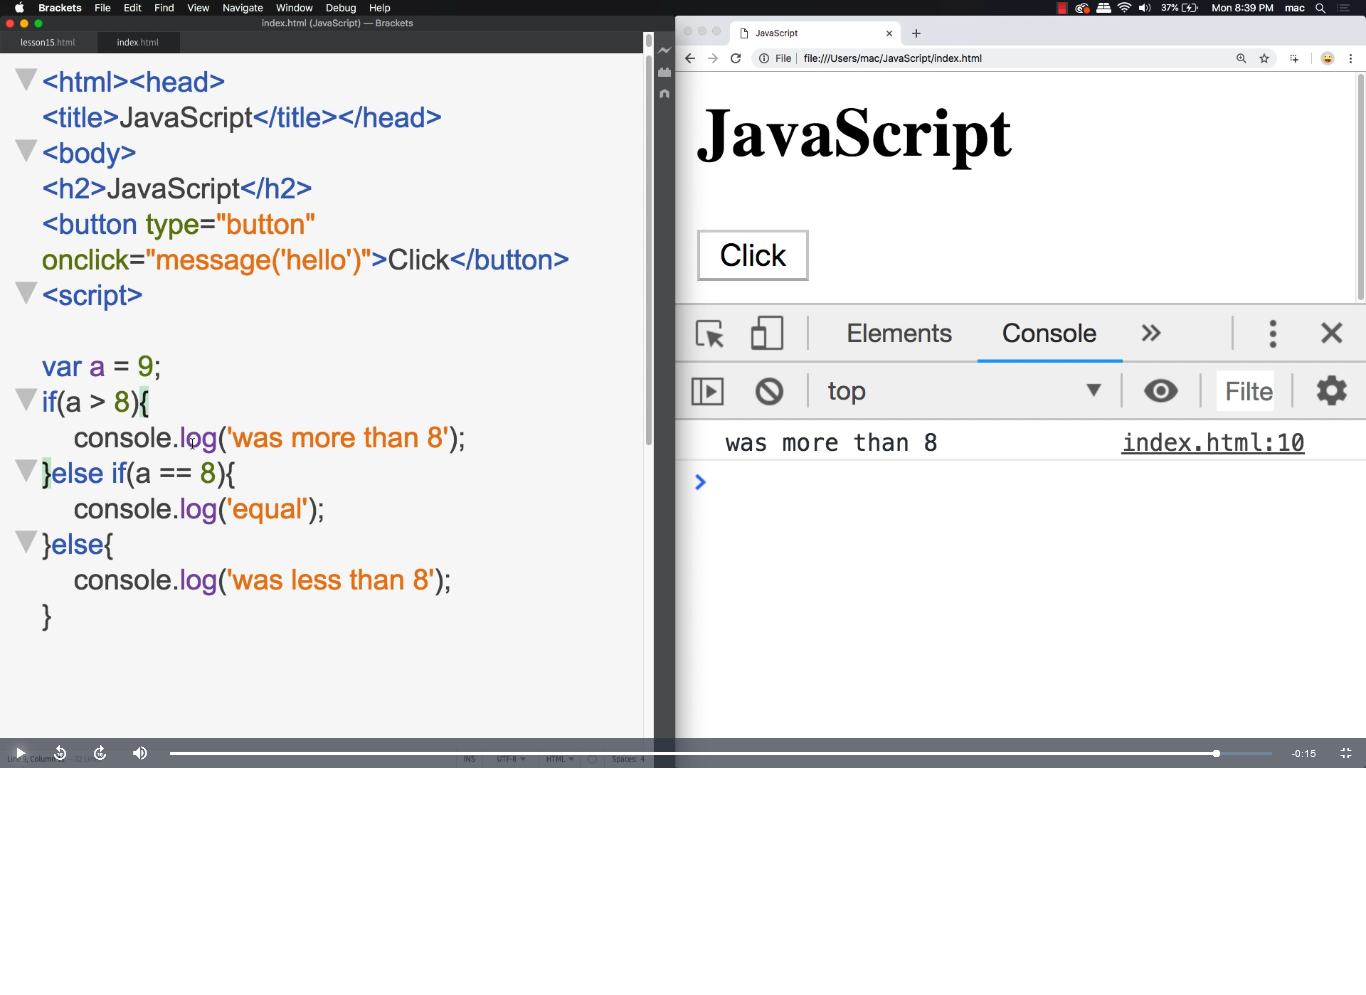 Brackets File Edit Find View Navigate Window Debug Help
37% Mon 8:39 PM mac
index.html (JavaScript) — Brackets
lesson15.html index.html
<html><head>
<title>JavaScript</title></head>
<body>
<h2>JavaScript</h2>
<button type="button"
onclick="message('hello')">Click</button>
<script>
var a = 9;
if(a > 8){
console.log('was more than 8');
}else if(a == 8){
console.log('equal');
}else{
console.log('was less than 8');
}
INS UTF-8 HTML Spaces: 4
JavaScript
File file:///Users/mac/JavaScript/index.html
JavaScript
Click
Elements Console
top Filte
was more than 8 index.html:10
-0:15